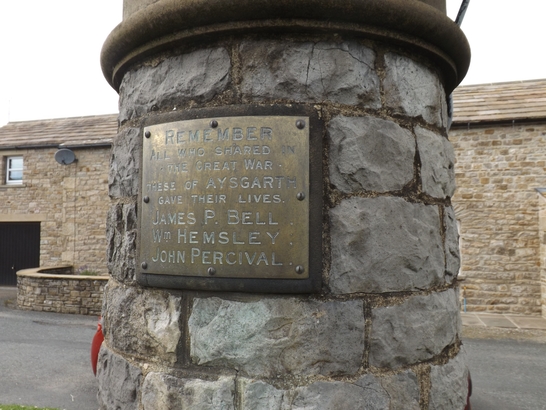 REMEMBER
ALL WHO SHARED IN
THE GREAT WAR.
THESE OF AYSGARTH
GAVE THEIR LIVES.
JAMES P. BELL.
Wm HEMSLEY.
JOHN PERCIVAL.